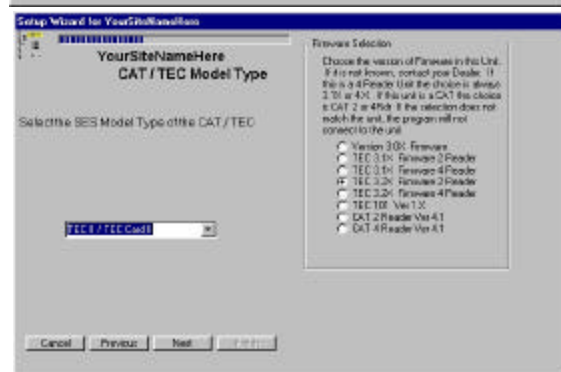 Setup Wizard for YourSiteNameHere
YourSiteNameHere
CAT / TEC Model Type
Select the SES Model Type of the CAT / TEC
TEC II / TEC Card II
Cancel
Previous
Next
Firmware Selection
Choose the version of Firmware in this Unit.
If it is not known, contact your Dealer. If
this is a 4 Reader Unit the choice is always
3.1X or 4.X. If this unit is a CAT the choice
is CAT 2 or 4Rdr. If the selection does not
match the unit, the program will not
connect to the unit.
Version 3.0X Firmware
TEC 3.1X Firmware 2 Reader
TEC 3.1X Firmware 4 Reader
TEC 3.2X Firmware 2 Reader
TEC 3.2X Firmware 4 Reader
TEC 101 Ver 1.X
CAT 2 Reader Ver 4.1
CAT 4 Reader Ver 4.1